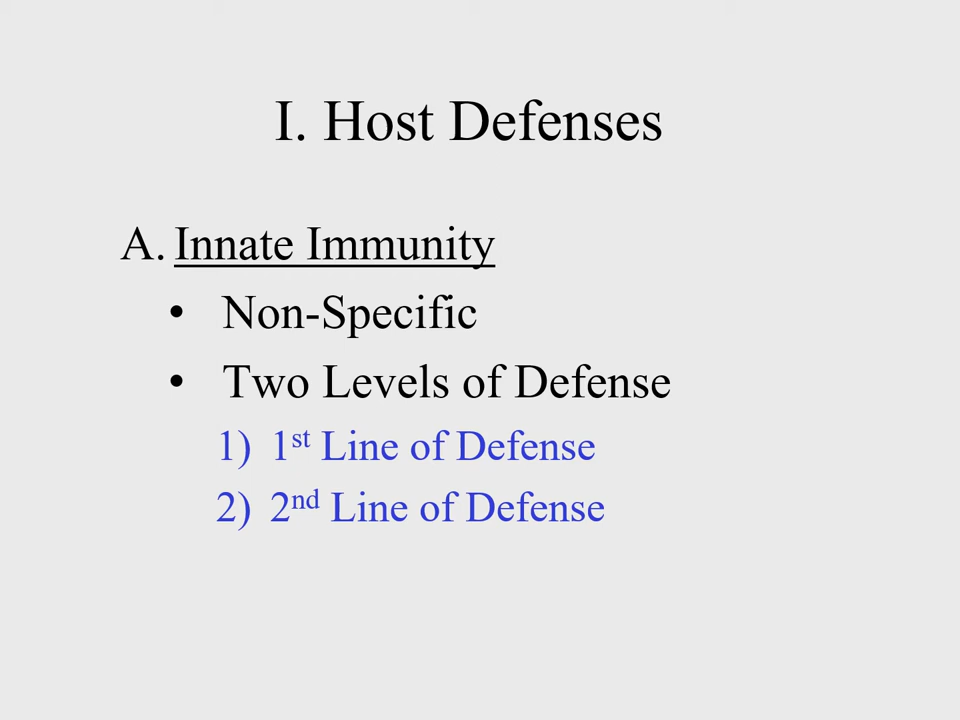 I. Host Defenses
A. Innate Immunity
• Non-Specific
• Two Levels of Defense
1) 1st Line of Defense
2) 2nd Line of Defense